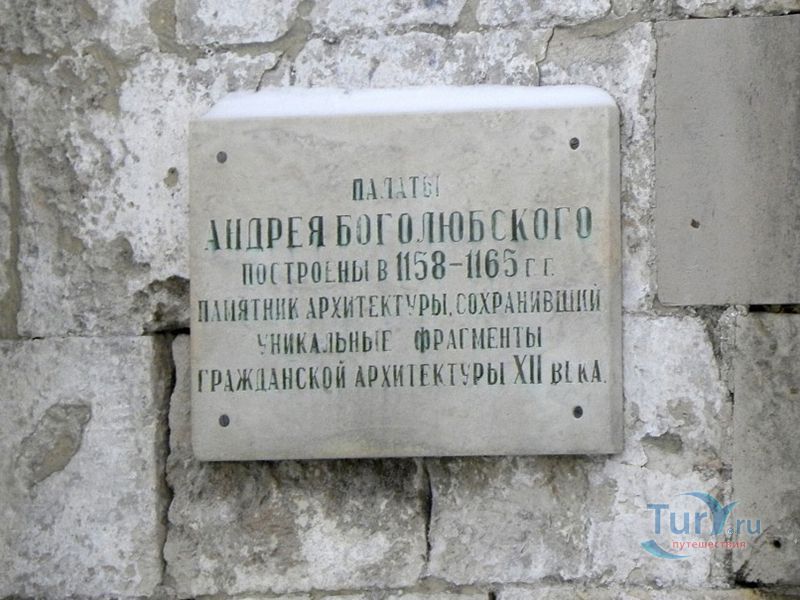 ПАЛАТЫ
АНДРЕЯ БОГОЛЮБСКОГО
ПОСТРОЕНЫ В 1158-1165 Г Г.
ПАМЯТНИК АРХИТЕКТУРЫ, СОХРАНИВШИЙ
УНИКАЛЬНЫЕ ФРАГМЕНТЫ
ГРАЖДАНСКОЙ АРХИТЕКТУРЫ XII ВЕКА.
Tury.ru
путешествия